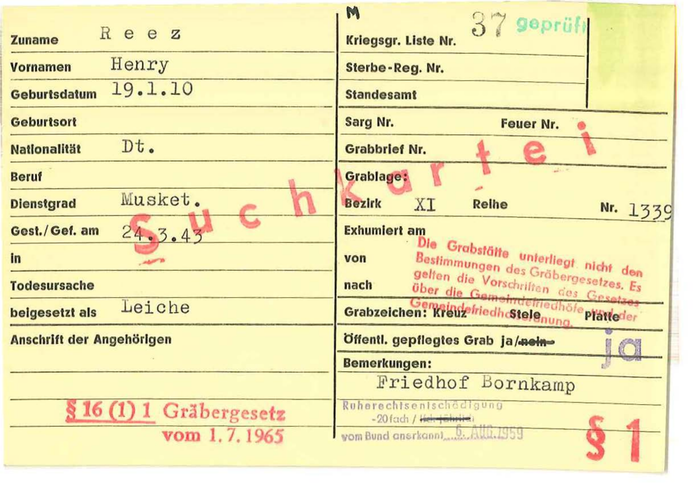 Zuname Reez
Vornamen Henry
Geburtsdatum 19.1.10
Geburtsort
Nationalität Dt.
Beruf
Dienstgrad Musket.
Gest./Gef. am 24.3.43
in
Todesursache
beigesetzt als Leiche
Anschrift der Angehörigen
§ 16 (1) 1 Gräbergesetz
vom 1.7.1965
Suchkartei
M
Kriegsgr. Liste Nr. 37 geprüft
Sterbe-Reg. Nr.
Standesamt
Sarg Nr. Feuer Nr.
Grabbrief Nr.
Grablage:
Bezirk XI Reihe Nr. 1339
Exhumiert am
von
nach
Die Grabstätte unterliegt nicht den
Bestimmungen des Gräbergesetzes. Es
gelten die Vorschriften des Gesetzes
über die Gemeindefriedhöfe und der
Gemeindefriedhofsordnung.
Grabzeichen: Kreuz Stele Platte
Öffentl. gepflegtes Grab ja/nein ja
Bemerkungen:
Friedhof Bornkamp
Ruherechtsentschädigung
-20fach /
vom Bund anerkannt 6. AUG. 1959
§ 1